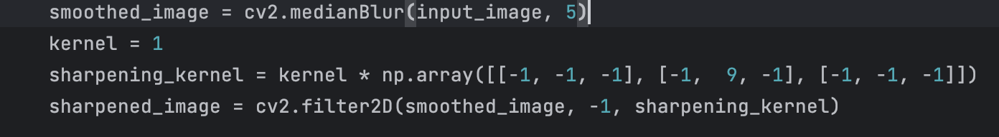 smoothed_image = cv2.medianBlur(input_image, 5)
kernel = 1
sharpening_kernel = kernel * np.array([[-1, -1, -1], [-1,  9, -1], [-1, -1, -1]])
sharpened_image = cv2.filter2D(smoothed_image, -1, sharpening_kernel)